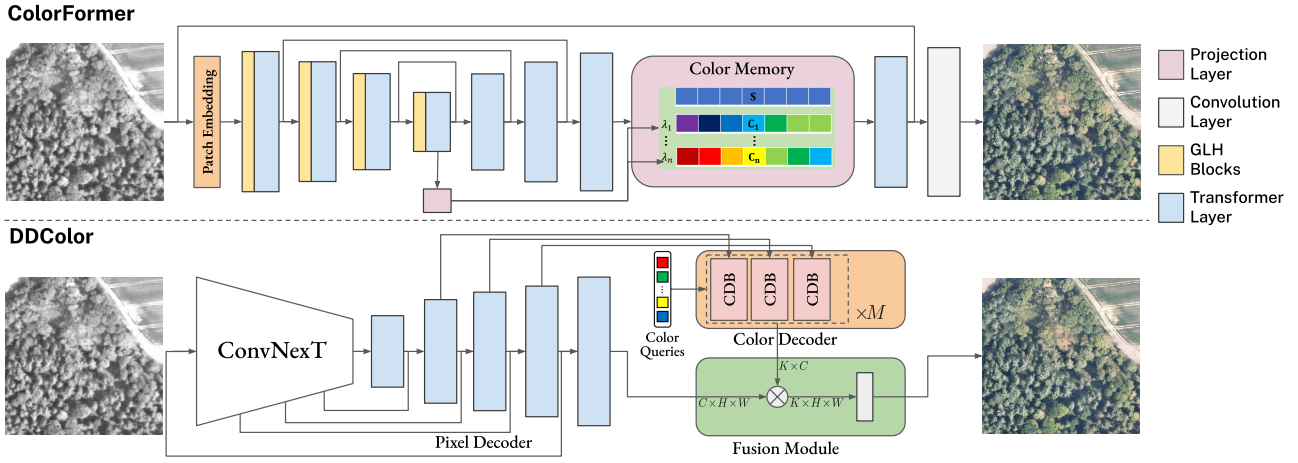 ColorFormer
Patch Embedding
Color Memory
S
λ1
C1
⋮
⋮
λn
Cn
Projection
Layer
Convolution
Layer
GLH
Blocks
Transformer
Layer
DDColor
ConvNexT
Pixel Decoder
Color
Queries
CDB
CDB
CDB
×M
Color Decoder
K×C
C×H×W
K×H×W
Fusion Module